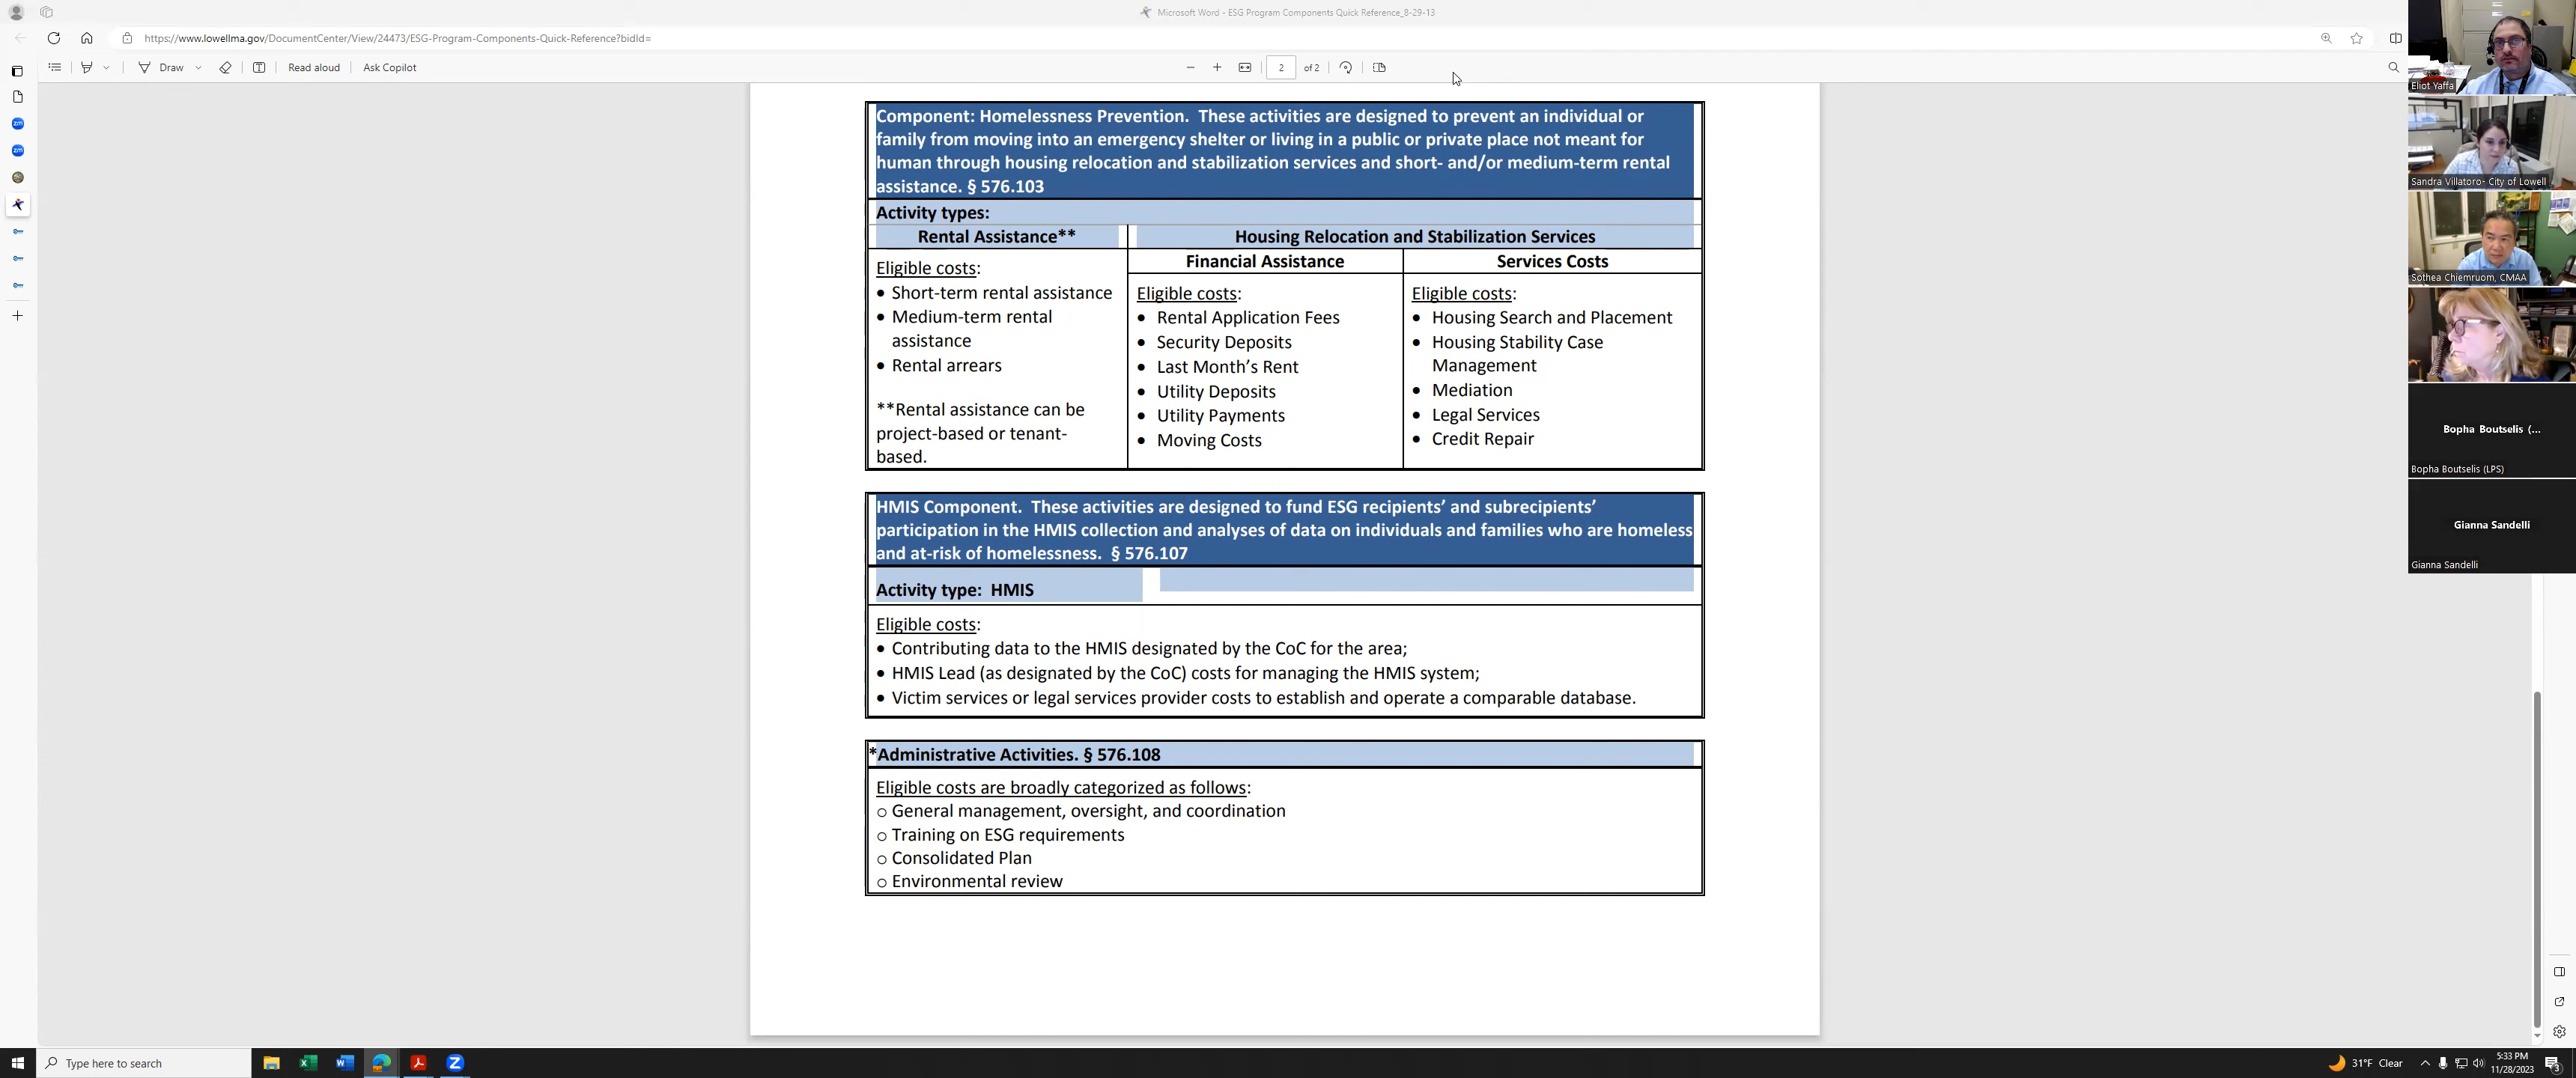 Microsoft Word - ESG Program Components Quick Reference_8-29-13
https://www.lowellma.gov/DocumentCenter/View/24473/ESG-Program-Components-Quick-Reference?bidId=
Draw
Read aloud
Ask Copilot
2
of 2
Component: Homelessness Prevention. These activities are designed to prevent an individual or
family from moving into an emergency shelter or living in a public or private place not meant for
human through housing relocation and stabilization services and short- and/or medium-term rental
assistance. § 576.103
Activity types:
Rental Assistance**
Housing Relocation and Stabilization Services
Eligible costs:
• Short-term rental assistance
• Medium-term rental
assistance
• Rental arrears
**Rental assistance can be
project-based or tenant-
based.
Financial Assistance
Eligible costs:
• Rental Application Fees
• Security Deposits
• Last Month's Rent
• Utility Deposits
• Utility Payments
• Moving Costs
Services Costs
Eligible costs:
• Housing Search and Placement
• Housing Stability Case
Management
• Mediation
• Legal Services
• Credit Repair
HMIS Component. These activities are designed to fund ESG recipients' and subrecipients'
participation in the HMIS collection and analyses of data on individuals and families who are homeless
and at-risk of homelessness. § 576.107
Activity type: HMIS
Eligible costs:
• Contributing data to the HMIS designated by the CoC for the area;
• HMIS Lead (as designated by the CoC) costs for managing the HMIS system;
• Victim services or legal services provider costs to establish and operate a comparable database.
*Administrative Activities. § 576.108
Eligible costs are broadly categorized as follows:
o General management, oversight, and coordination
o Training on ESG requirements
o Consolidated Plan
o Environmental review
Eliot Yaffa
Sandra Villatoro- City of Lowell
Sothea Chiemruom, CMAA
Bopha Boutselis (...
Bopha Boutselis (LPS)
Gianna Sandelli
Gianna Sandelli
zm
zm
Type here to search
31°F Clear
5:33 PM
11/28/2023
3